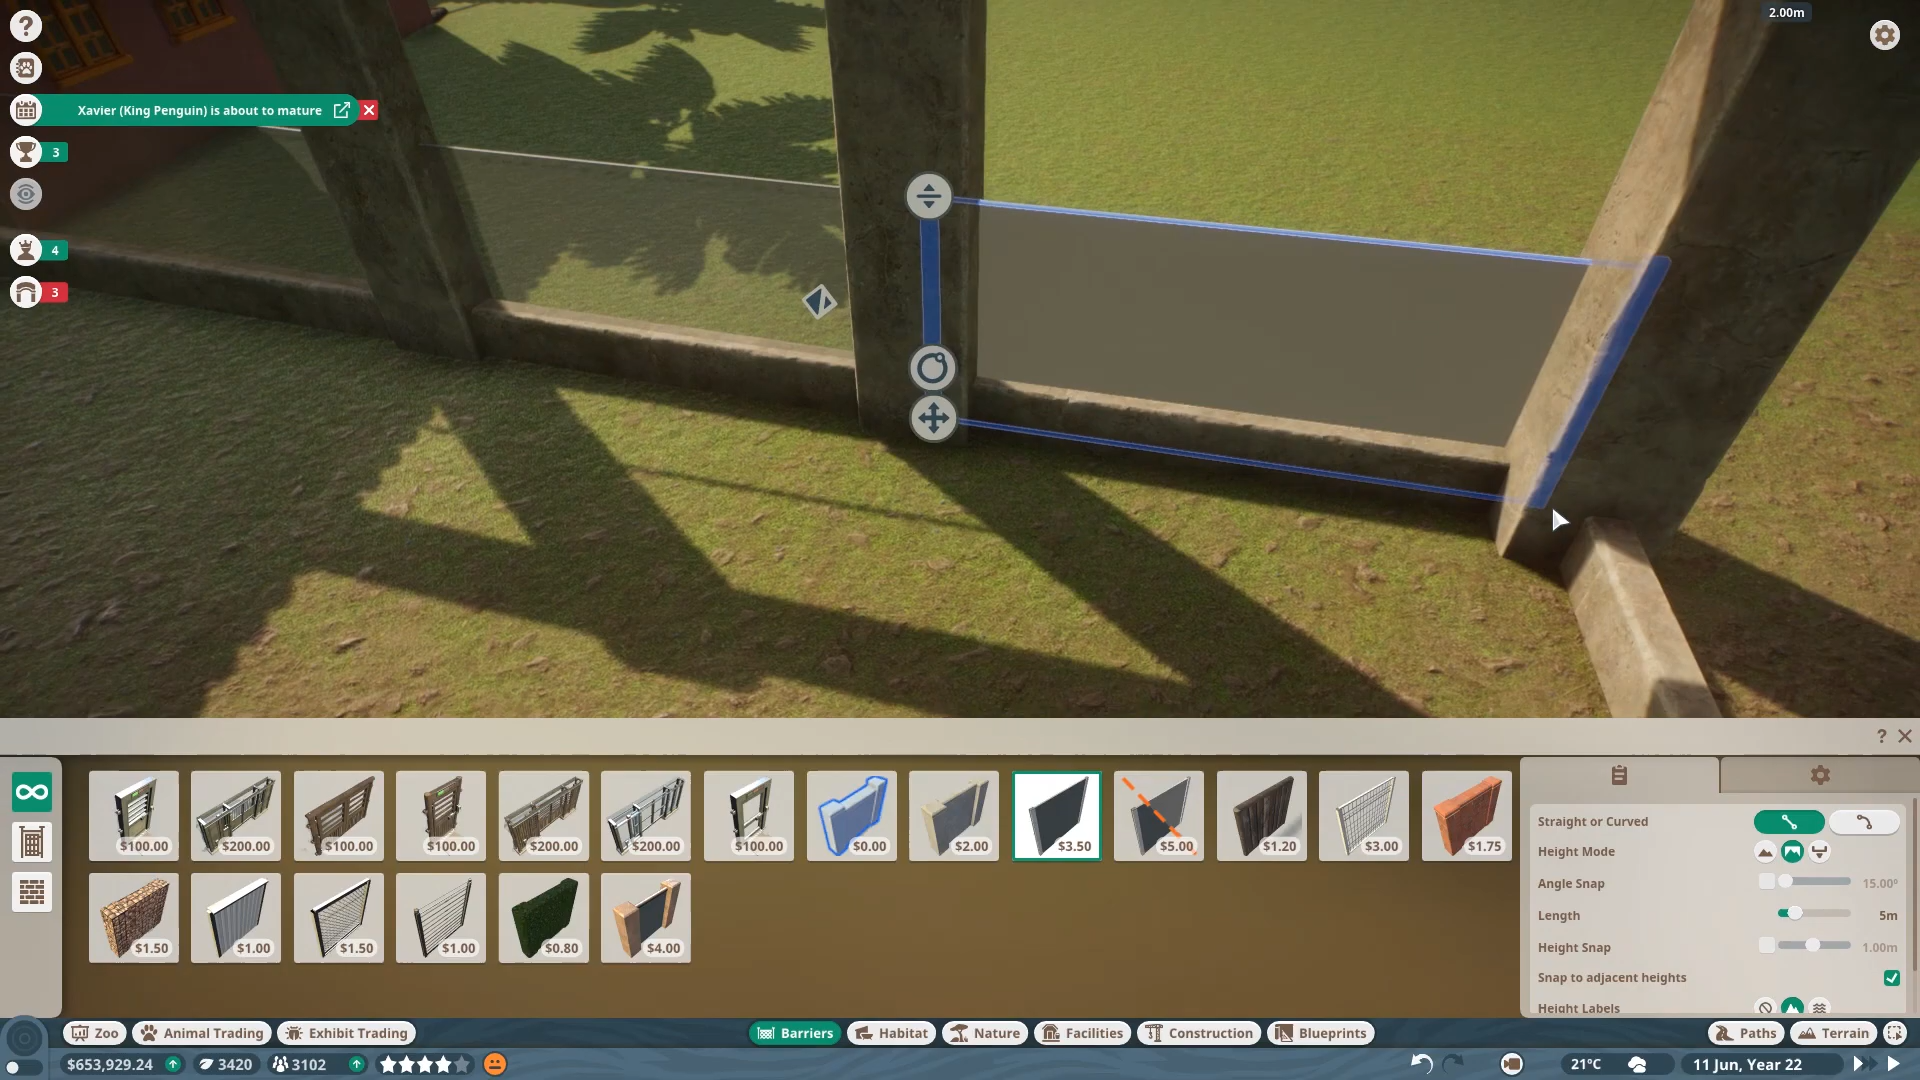 2.00m
Xavier (King Penguin) is about to mature
3
4
3
$100.00 $200.00 $100.00 $100.00 $200.00 $200.00 $100.00 $0.00 $2.00 $3.50 $5.00 $1.20 $3.00 $1.75
$1.50 $1.00 $1.50 $1.00 $0.80 $4.00
Straight or Curved
Height Mode
Angle Snap 15.00°
Length 5m
Height Snap 1.00m
Snap to adjacent heights
Height Labels
Zoo Animal Trading Exhibit Trading Barriers Habitat Nature Facilities Construction Blueprints Paths Terrain
$653,929.24 3420 3102 21°C 11 Jun, Year 22